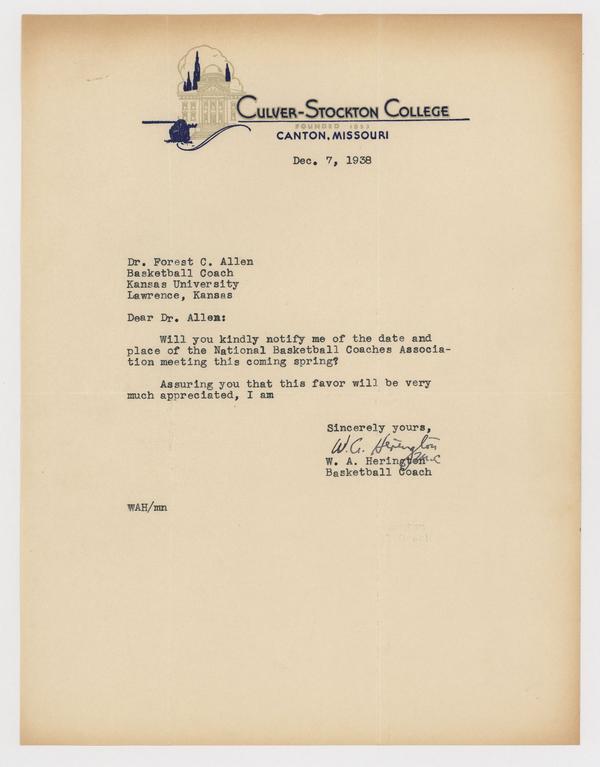 CULVER-STOCKTON COLLEGE
FOUNDED 1853
CANTON, MISSOURI
Dec. 7, 1938
Dr. Forest C. Allen
Basketball Coach
Kansas University
Lawrence, Kansas
Dear Dr. Allen:
Will you kindly notify me of the date and
place of the National Basketball Coaches Associa-
tion meeting this coming spring?
Assuring you that this favor will be very
much appreciated, I am
Sincerely yours,
W. A. Herington
W. A. Herington
Basketball Coach
WAH/mn